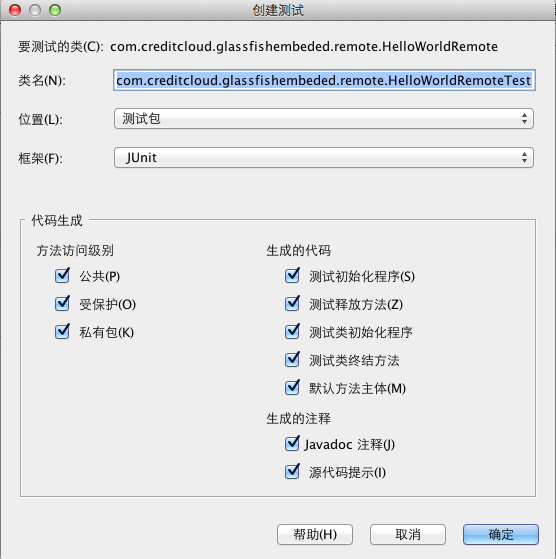 创建测试
要测试的类(C): com.creditcloud.glassfishembeded.remote.HelloWorldRemote
类名(N): com.creditcloud.glassfishembeded.remote.HelloWorldRemoteTest
位置(L): 测试包
框架(F): JUnit
代码生成
方法访问级别
公共(P)
受保护(O)
私有包(K)
生成的代码
测试初始化程序(S)
测试释放方法(Z)
测试类初始化程序
测试类终结方法
默认方法主体(M)
生成的注释
Javadoc 注释(J)
源代码提示(I)
帮助(H) 取消 确定